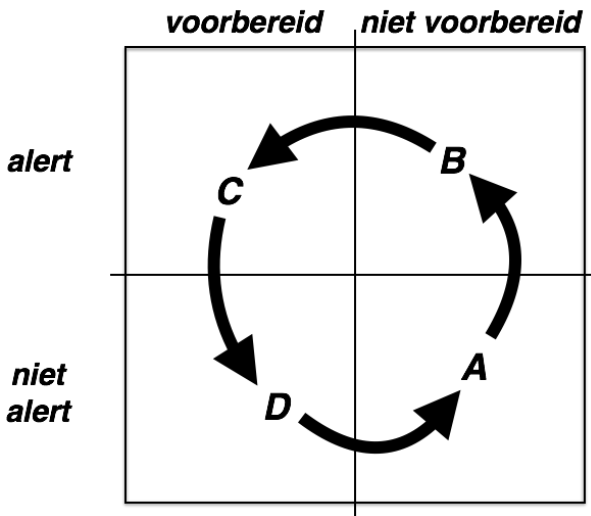 voorbereid
niet voorbereid
alert
B
C
niet
alert
A
D